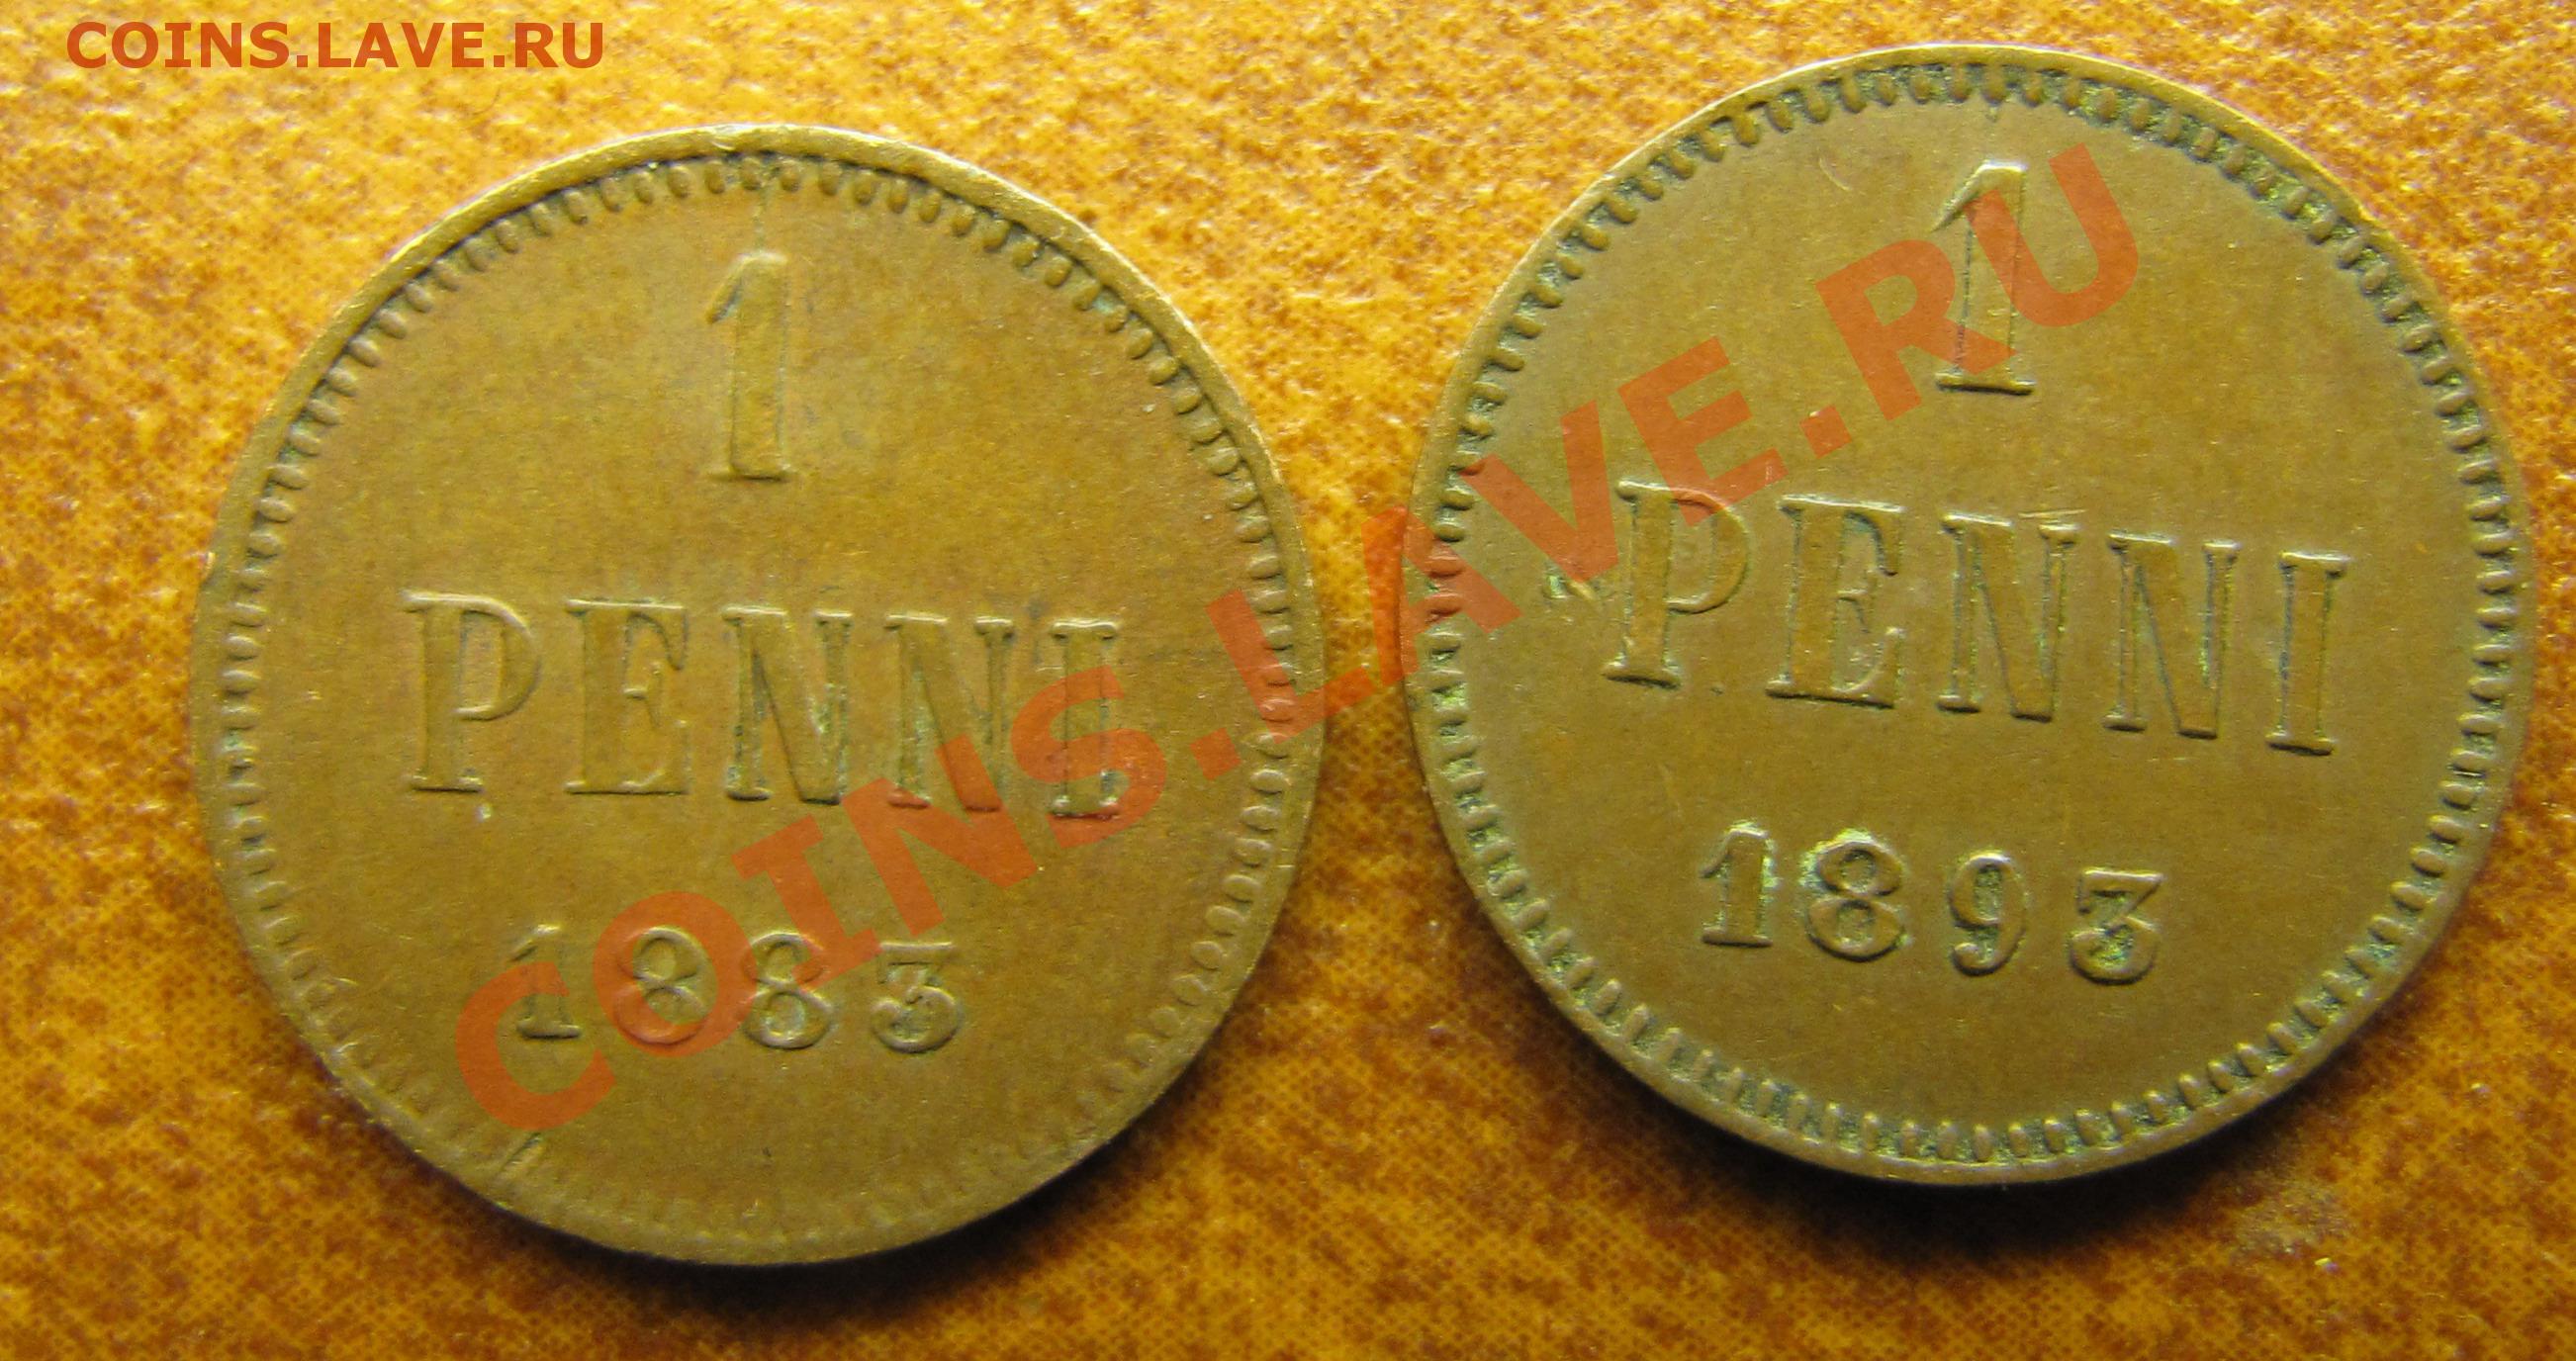 COINS.LAVE.RU
1
PENNI
1883
1
PENNI
1893
COINS.LAVE.RU